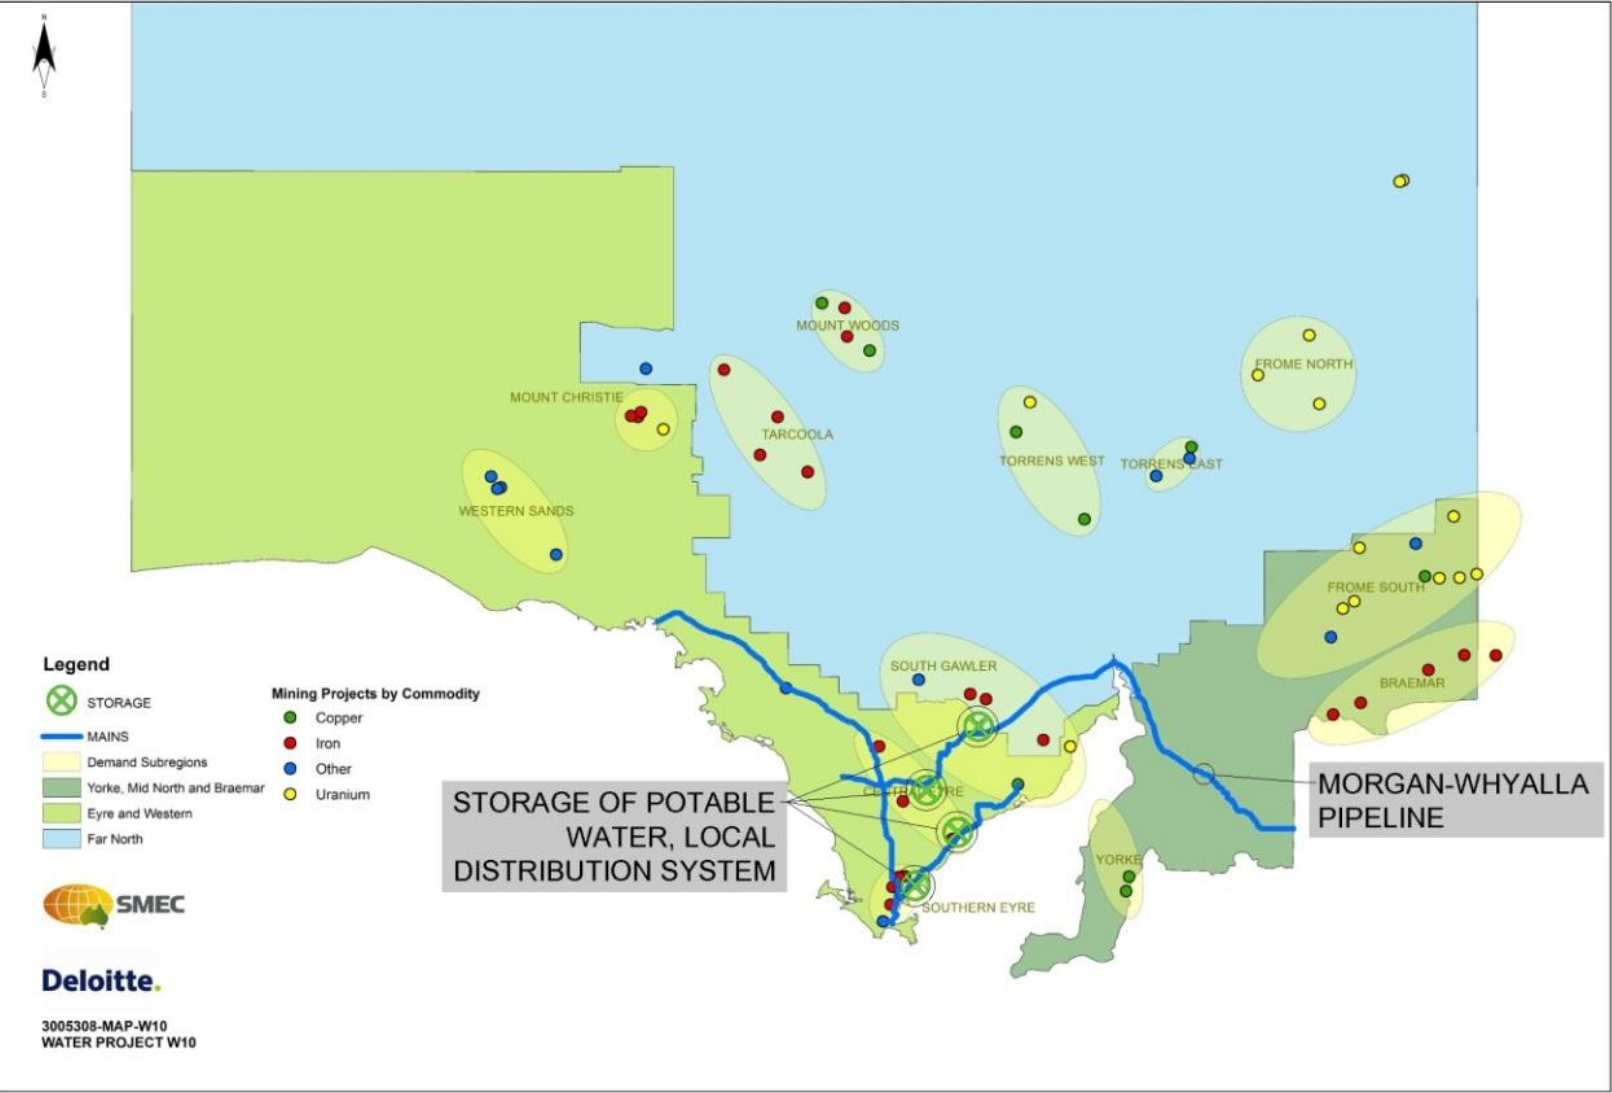 N
S
MOUNT WOODS
FROME NORTH
MOUNT CHRISTIE
TARCOOLA
TORRENS WEST
TORRENS EAST
WESTERN SANDS
FROME SOUTH
SOUTH GAWLER
BRAEMAR
CENTRAL EYRE
YORKE
SOUTHERN EYRE
STORAGE OF POTABLE
WATER, LOCAL
DISTRIBUTION SYSTEM
MORGAN-WHYALLA
PIPELINE
Legend
STORAGE
MAINS
Demand Subregions
Yorke, Mid North and Braemar
Eyre and Western
Far North
Mining Projects by Commodity
Copper
Iron
Other
Uranium
SMEC
Deloitte.
3005308-MAP-W10
WATER PROJECT W10